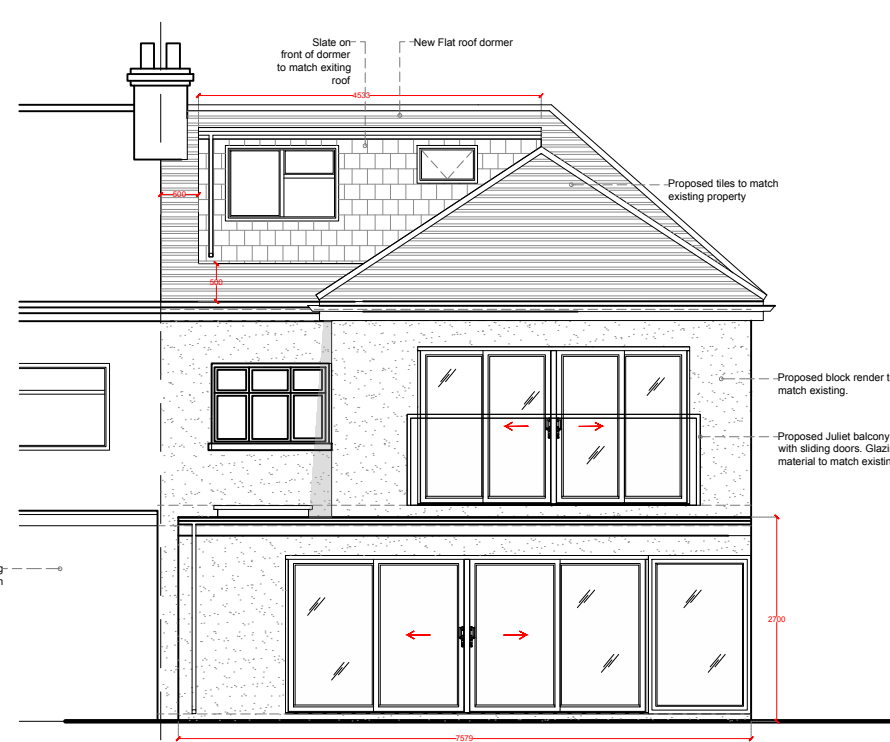 Slate on
front of dormer
to match exiting
roof
New Flat roof dormer
4533
Proposed tiles to match
existing property
600
500
Proposed block render t
match existing.
Proposed Juliet balcony
with sliding doors. Glazi
material to match existin
g
n
2700
7579